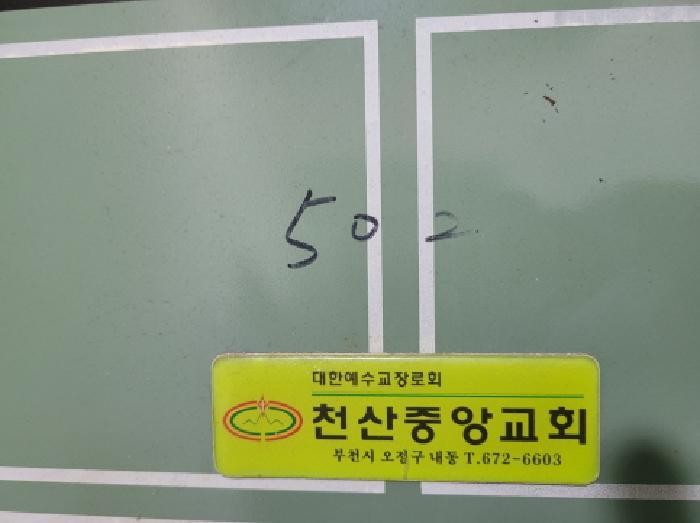 502
대한예수교장로회
천산중앙교회
부천시 오정구 내동 T.672-6603